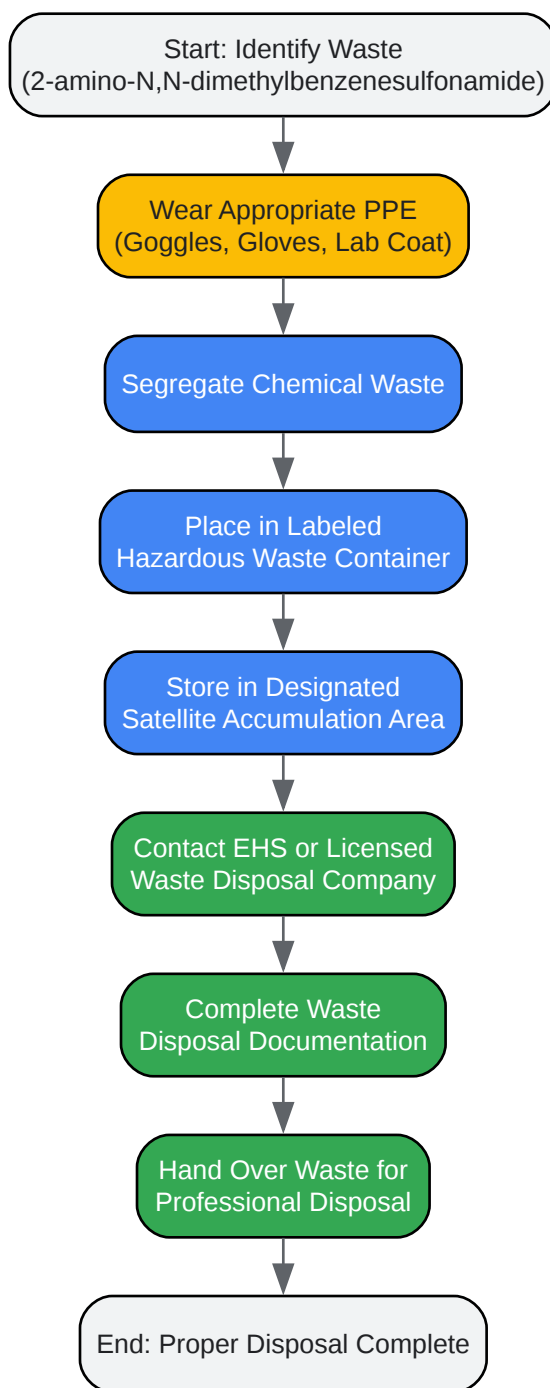 Start: Identify Waste
(2-amino-N,N-dimethylbenzenesulfonamide)
Wear Appropriate PPE
(Goggles, Gloves, Lab Coat)
Segregate Chemical Waste
Place in Labeled
Hazardous Waste Container
Store in Designated
Satellite Accumulation Area
Contact EHS or Licensed
Waste Disposal Company
Complete Waste
Disposal Documentation
Hand Over Waste for
Professional Disposal
End: Proper Disposal Complete